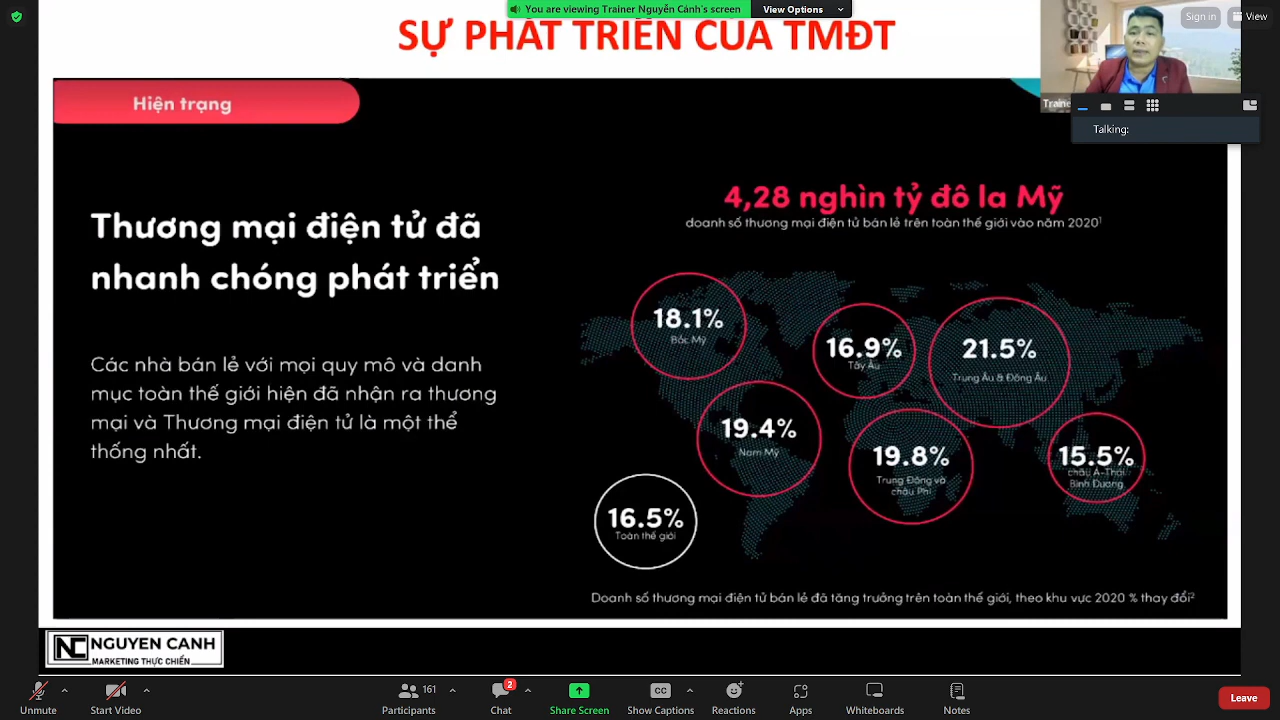 You are viewing Trainer Nguyễn Cảnh's screen
View Options
SỰ PHÁT TRIỂN CỦA TMĐT
Sign in
View
Talking:
Hiện trạng
4,28 nghìn tỷ đô la Mỹ
doanh số thương mại điện tử bán lẻ trên toàn thế giới vào năm 2020¹
Thương mại điện tử đã
nhanh chóng phát triển
Các nhà bán lẻ với mọi quy mô và danh
mục toàn thế giới hiện đã nhận ra thương
mại và Thương mại điện tử là một thể
thống nhất.
18.1%
Bắc Mỹ
16.9%
Tây Âu
21.5%
Trung Âu & Đông Âu
19.4%
Nam Mỹ
19.8%
Trung Đông và
châu Phi
15.5%
châu Á-Thái
Bình Dương
16.5%
Toàn thế giới
Doanh số thương mại điện tử bán lẻ đã tăng trưởng trên toàn thế giới, theo khu vực 2020 % thay đổi²
NC NGUYEN CANH
MARKETING THỰC CHIẾN
161
2
CC
Unmute
Start Video
Participants
Chat
Share Screen
Show Captions
Reactions
Apps
Whiteboards
Notes
Leave